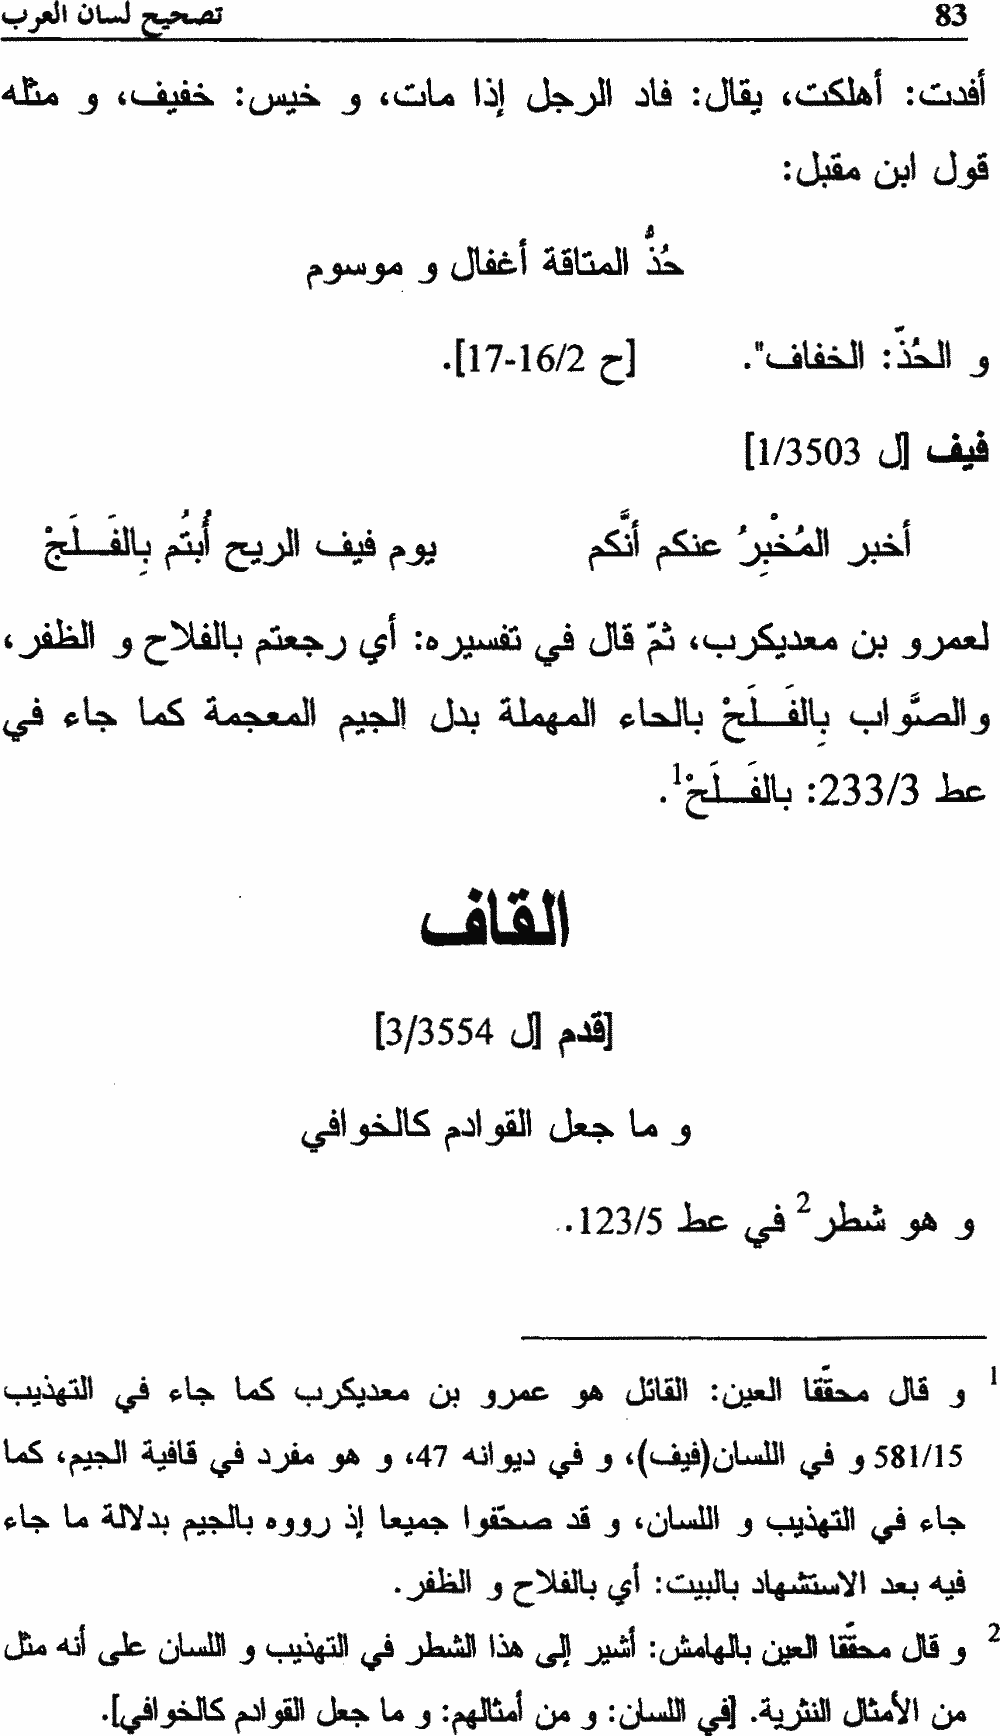 83 تصحيح لسان العرب
أفدت: أهلكت، يقال: فاد الرجل إذا مات، و خيس: خفيف، و مثله
قول ابن مقبل:
حُذُّ المتاقة أغفال و موسوم
و الحُذّ: الخفاف". [ح 16/2-17].
فيف [ل 1/3503]
أخبر المُخْبِرُ عنكم أنَّكم يوم فيف الريح أُبتُم بِالفَـلَجْ
لعمرو بن معديكرب، ثمّ قال في تفسيره: أي رجعتم بالفلاح و الظفر،
والصَّواب بِالفَـلَحْ بالحاء المهملة بدل الجيم المعجمة كما جاء في
عط 233/3: بالفَـلَحْ1.
القاف
[قدم [ل 3/3554]
و ما جعل القوادم كالخوافي
و هو شطر2 في عط 123/5.
1 و قال محقّقا العين: القائل هو عمرو بن معديكرب كما جاء في التهذيب
581/15 و في اللسان(فيف)، و في ديوانه 47، و هو مفرد في قافية الجيم، كما
جاء في التهذيب و اللسان، و قد صحّفوا جميعا إذ رووه بالجيم بدلالة ما جاء
فيه بعد الاستشهاد بالبيت: أي بالفلاح و الظفر.
2 و قال محقّقا العين بالهامش: أشير إلى هذا الشطر في التهذيب و اللسان على أنه مثل
من الأمثال النثرية. [في اللسان: و من أمثالهم: و ما جعل القوادم كالخوافي].